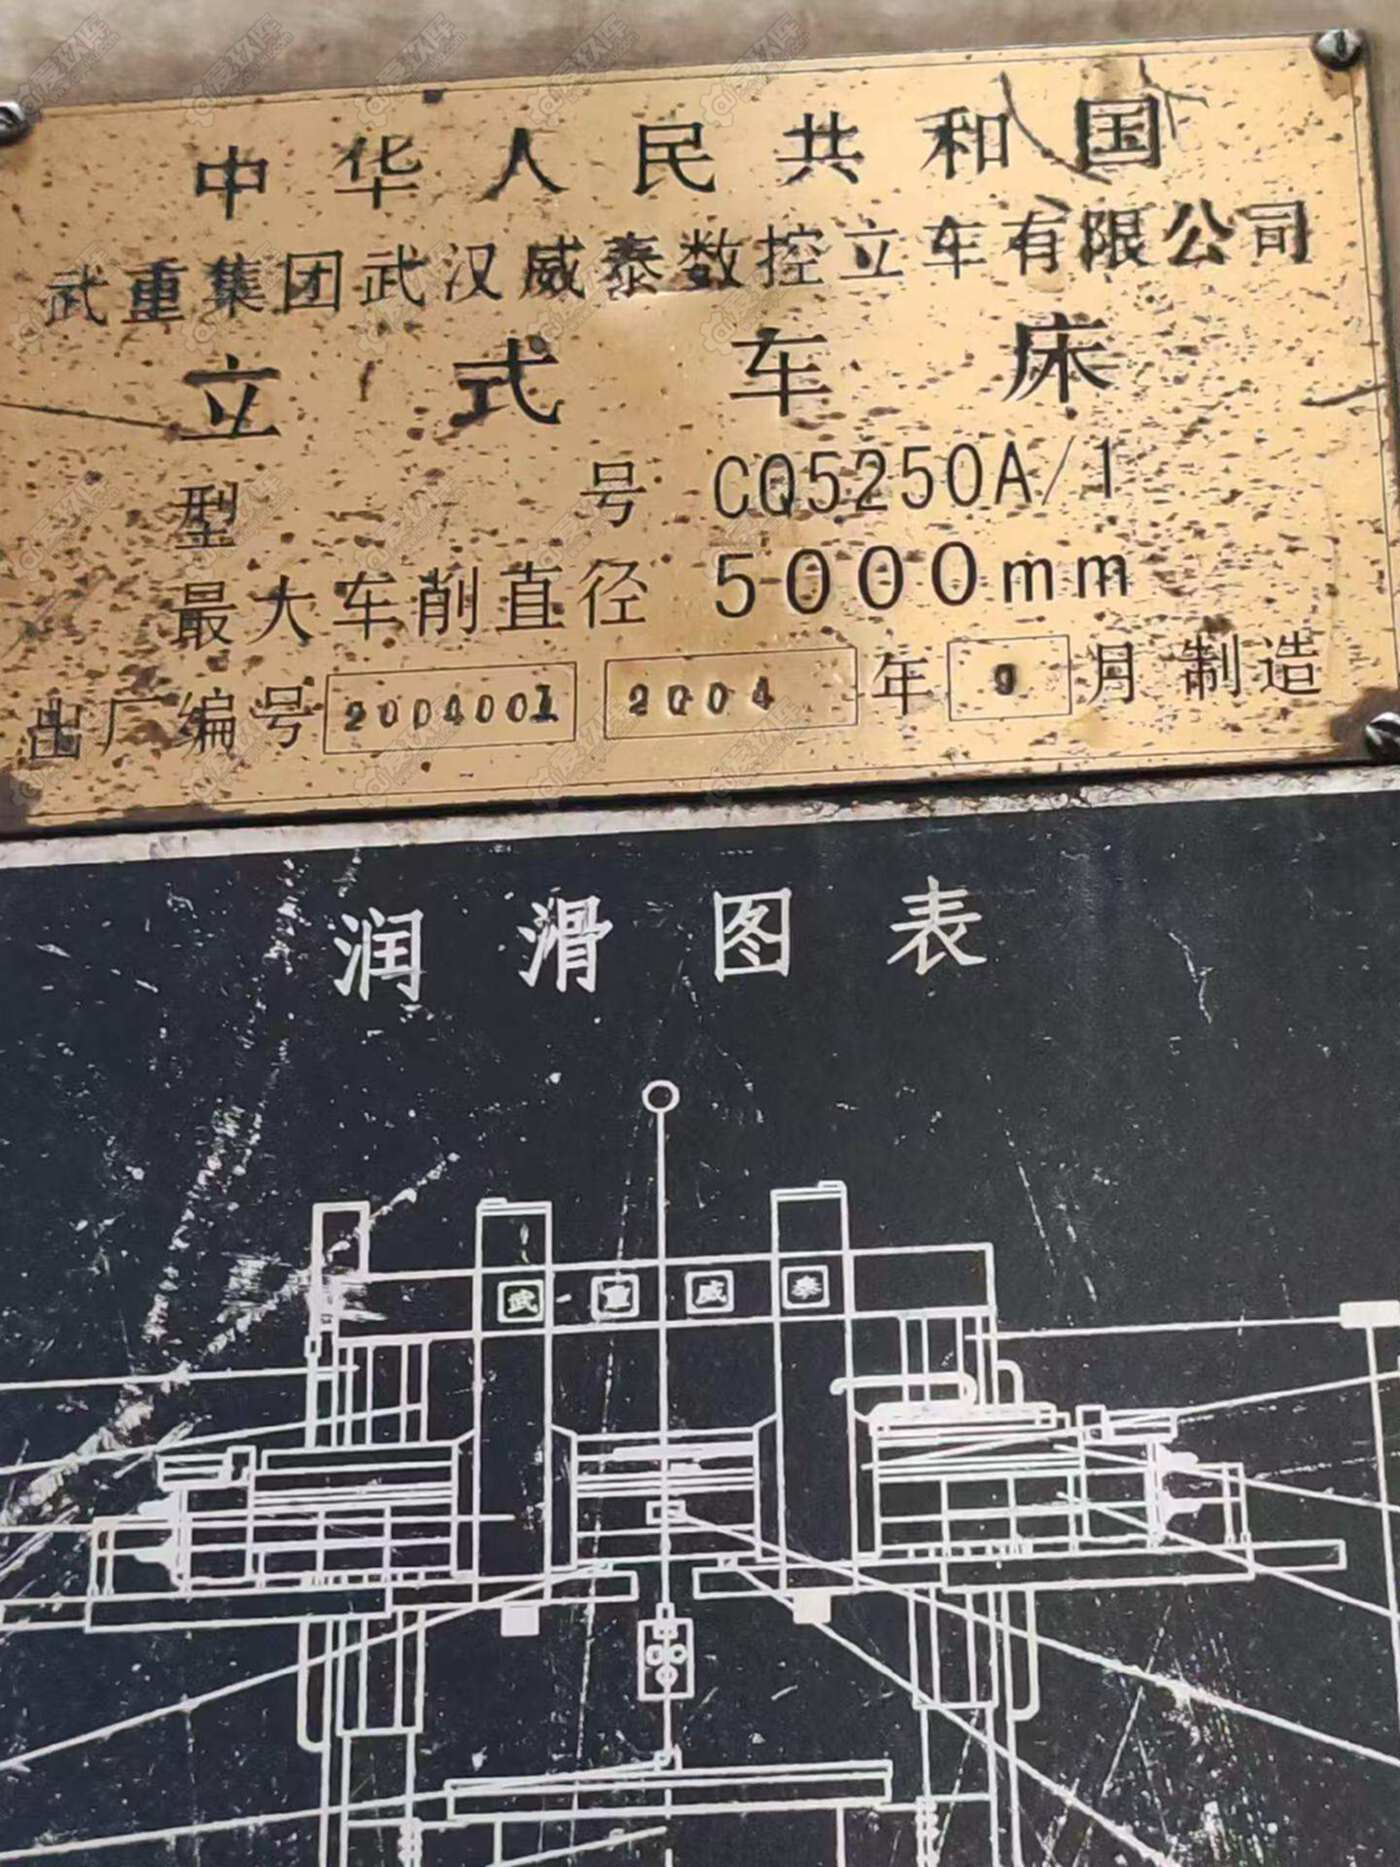 中华人民共和国
武重集团武汉威泰数控立车有限公司
立式车床
型号 CQ5250A/1
最大车削直径 5000mm
出厂编号 2004001 2004 年 9 月 制造
润滑图表
武 重 威 泰